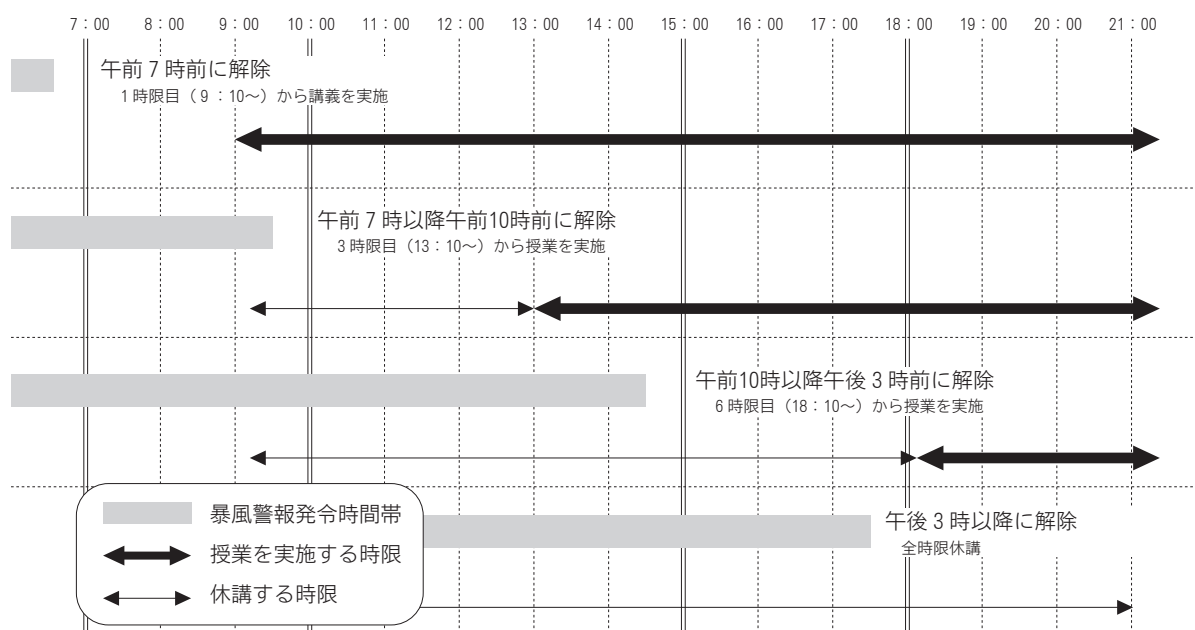 7：00 8：00 9：00 10：00 11：00 12：00 13：00 14：00 15：00 16：00 17：00 18：00 19：00 20：00 21：00
午前７時前に解除
1時限目（9：10～）から講義を実施
午前７時以降午前10時前に解除
3時限目（13：10～）から授業を実施
午前10時以降午後３時前に解除
6時限目（18：10～）から授業を実施
午後３時以降に解除
全時限休講
暴風警報発令時間帯
授業を実施する時限
休講する時限